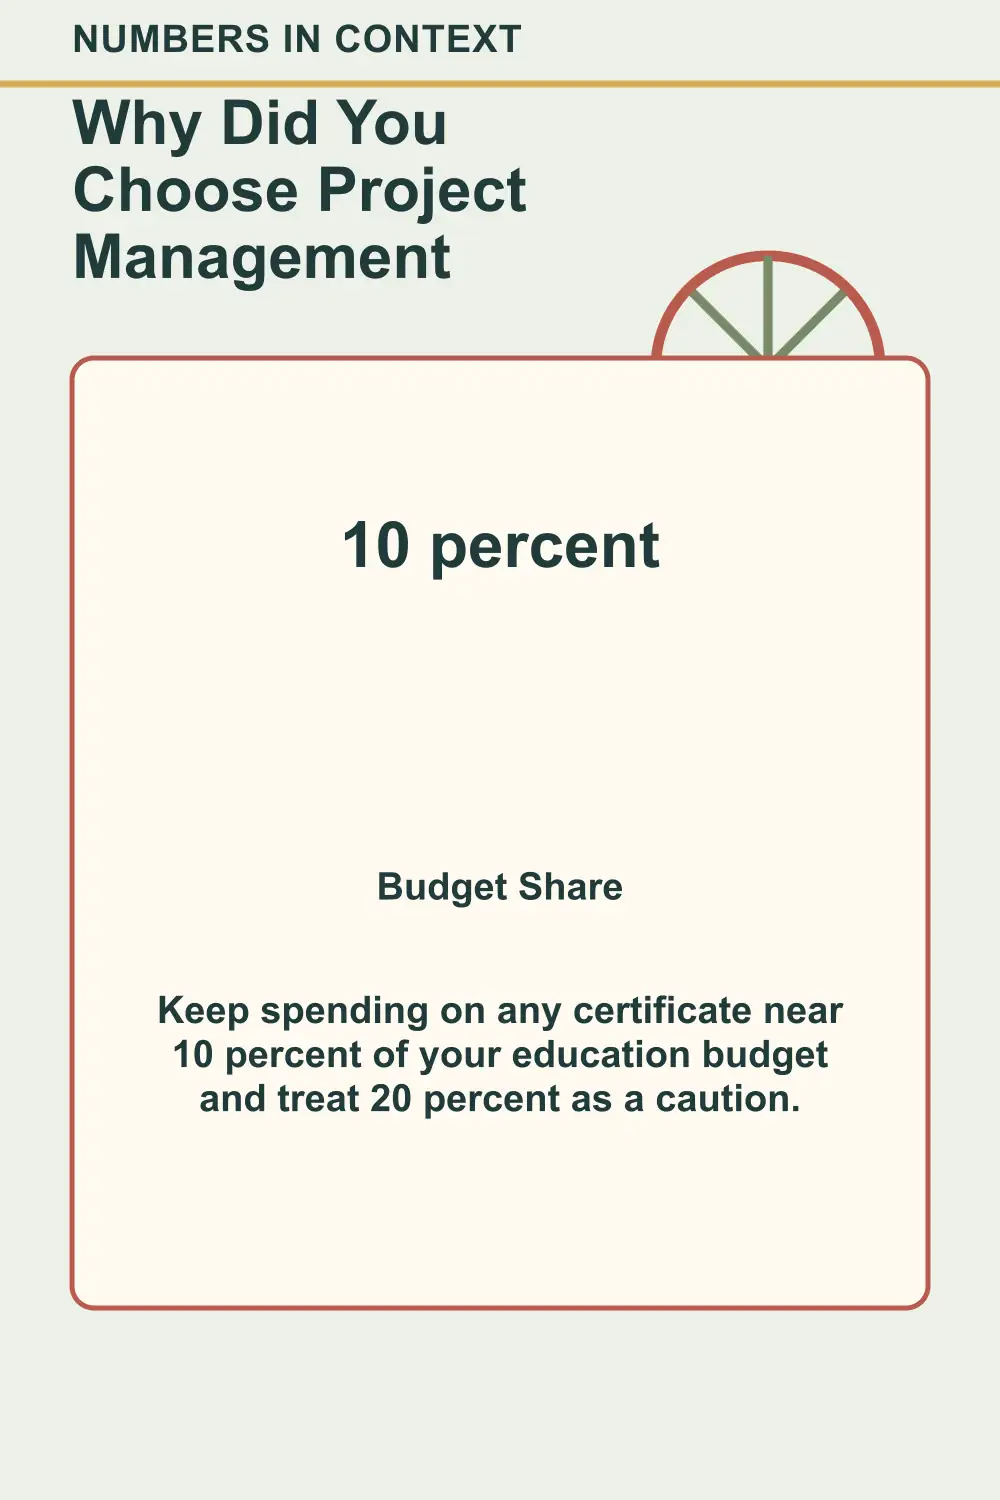 NUMBERS IN CONTEXT
Why Did You
Choose Project
Management
10 percent
Budget Share
Keep spending on any certificate near
10 percent of your education budget
and treat 20 percent as a caution.